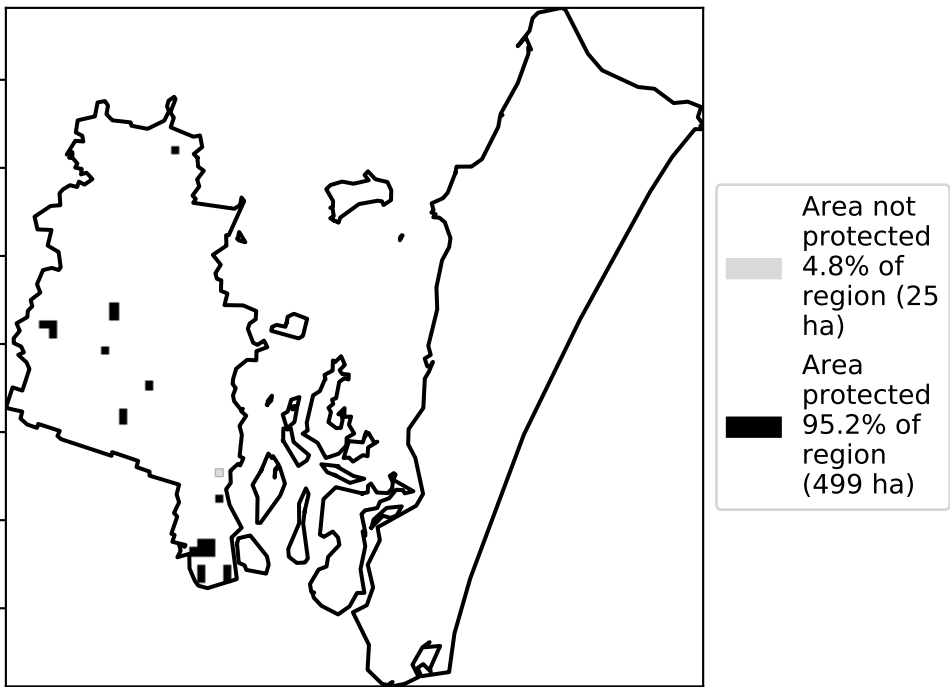 Area not
protected
4.8% of
region (25
ha)
Area
protected
95.2% of
region
(499 ha)